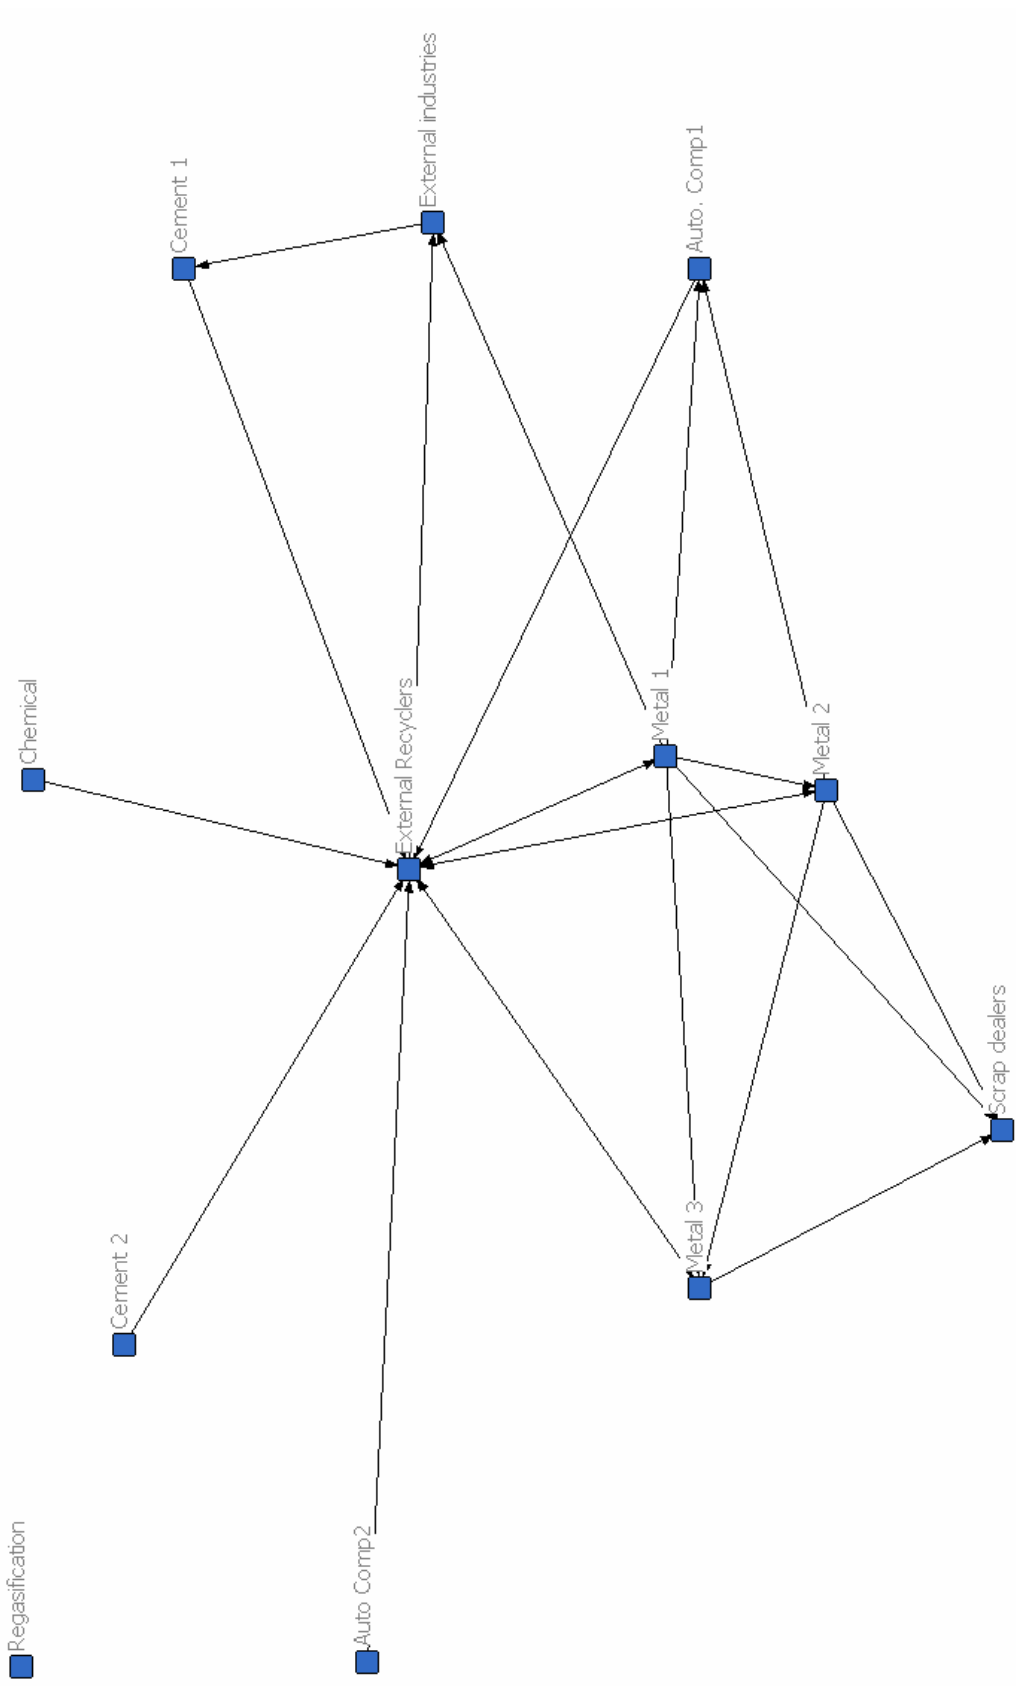 External industries
Cement 1
Auto. Comp1
Chemical
External Recyclers
Metal 1
Metal 2
Scrap dealers
Metal 3
Cement 2
Regasification
Auto Comp2